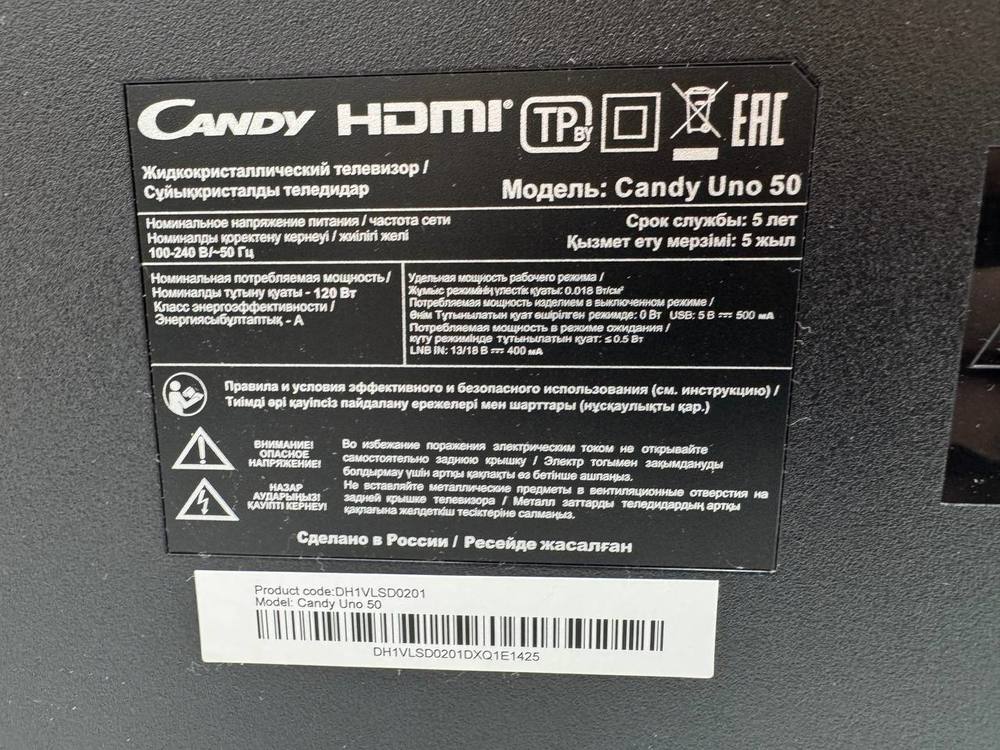 CANDY HDMI® TP BY EAC
Жидкокристаллический телевизор /
Сұйыққристалды теледидар
Модель: Candy Uno 50
Номинальное напряжение питания / частота сети
Номиналды қоректену кернеуі / жиілігі желі
100-240 В/~50 Гц
Срок службы: 5 лет
Қызмет ету мерзімі: 5 жыл
Номинальная потребляемая мощность /
Номиналды тұтыну қуаты - 120 Вт
Класс энергоэффективности /
Энергиясыбұлтаптық - А
Удельная мощность рабочего режима /
Жұмыс режимінің үлестік қуаты: 0.018 Вт/см²
Потребляемая мощность изделием в выключенном режиме /
Өнім Тұтынылатын қуат өшірілген режимде: 0 Вт USB: 5 В ⎓ 500 мА
Потребляемая мощность в режиме ожидания /
күту режимінде тұтынылатын қуат: ≤ 0.5 Вт
LNB IN: 13/18 В ⎓ 400 мА
Правила и условия эффективного и безопасного использования (см. инструкцию) /
Тиімді әрі қауіпсіз пайдалану ережелері мен шарттары (нұсқаулықты қар.)
ВНИМАНИЕ!
ОПАСНОЕ
НАПРЯЖЕНИЕ!
НАЗАР
АУДАРЫҢЫЗ!
ҚАУІПТІ КЕРНЕУ!
Во избежание поражения электрическим током не открывайте
самостоятельно заднюю крышку / Электр тогымен зақымдануды
болдырмау үшін артқы қақпақты өз бетінше ашпаңыз.
Не вставляйте металлические предметы в вентиляционные отверстия на
задней крышке телевизора / Металл заттарды теледидардың артқы
қақпағына желдеткіш тесіктеріне салмаңыз.
Сделано в России / Ресейде жасалған
Product code:DH1VLSD0201
Model: Candy Uno 50
DH1VLSD0201DXQ1E1425